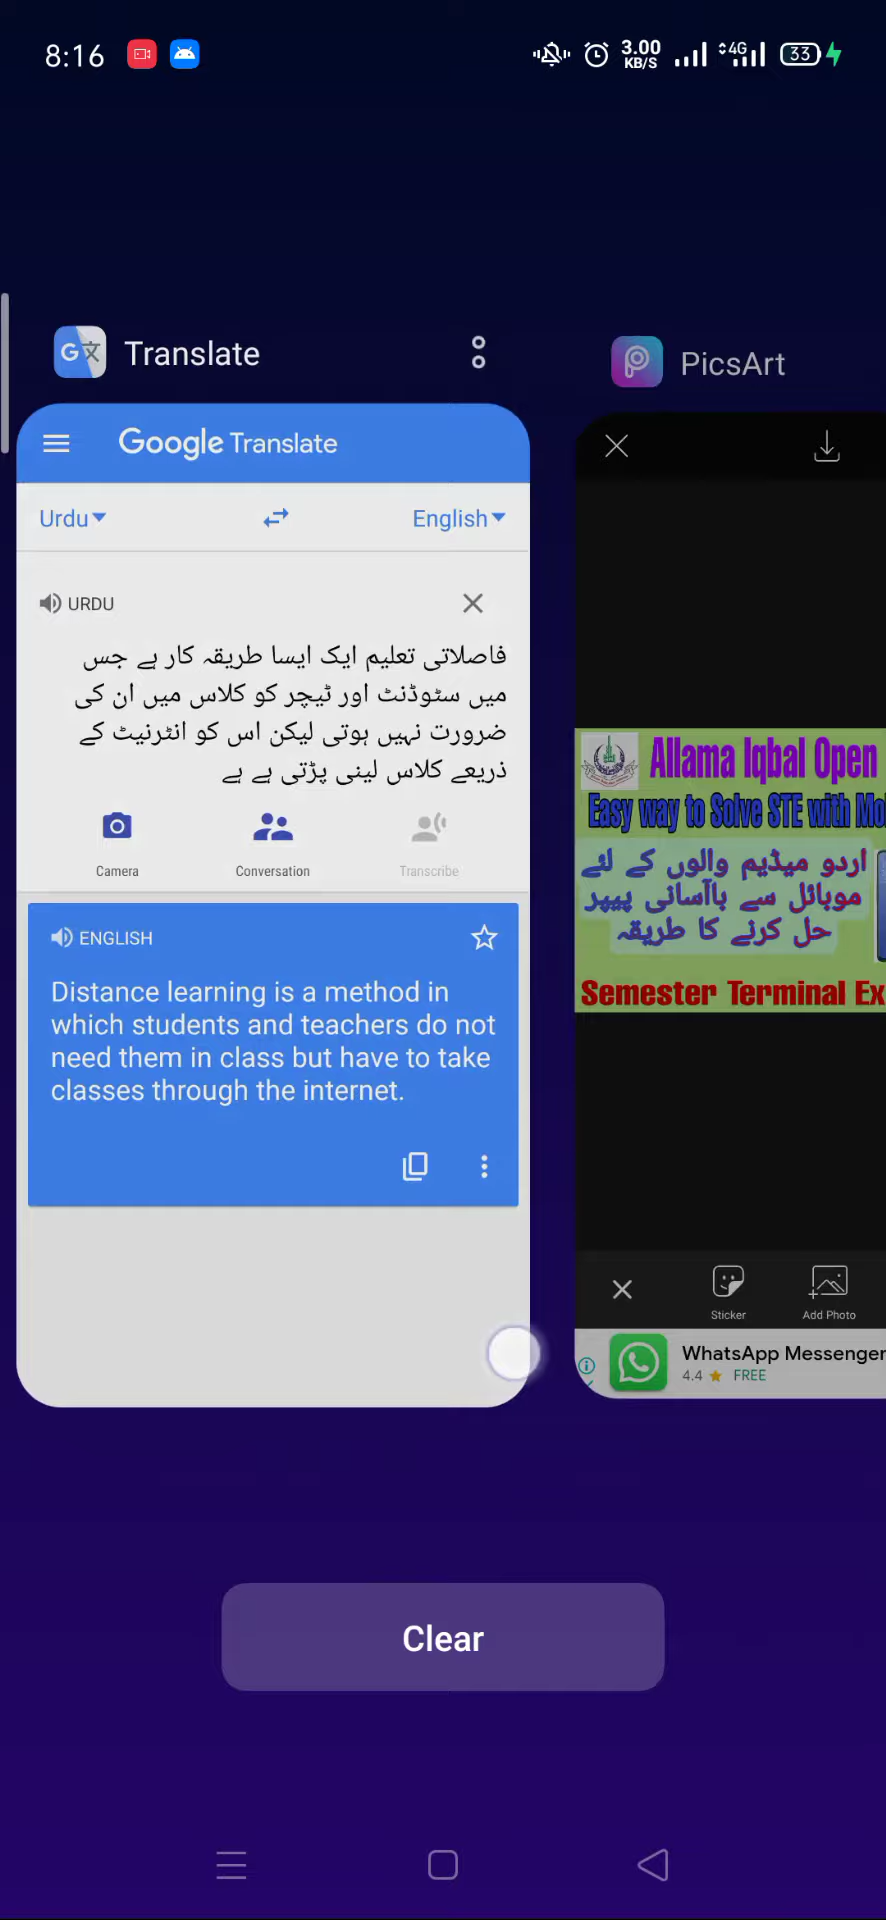 8:16
3.00
KB/S
4G
33
Translate
PicsArt
Google Translate
Urdu
English
URDU
فاصلاتی تعلیم ایک ایسا طریقہ کار ہے جس
میں سٹوڈنٹ اور ٹیچر کو کلاس میں ان کی
ضرورت نہیں ہوتی لیکن اس کو انٹرنیٹ کے
ذریعے کلاس لینی پڑتی ہے ہے
Camera
Conversation
Transcribe
ENGLISH
Distance learning is a method in
which students and teachers do not
need them in class but have to take
classes through the internet.
Allama Iqbal Open
Easy way to Solve STE with Mo
اردو میڈیم والوں کے لئے
موبائل سے باآسانی پیپر
حل کرنے کا طریقہ
Semester Terminal Ex
Sticker
Add Photo
WhatsApp Messenger
4.4 ★ FREE
Clear